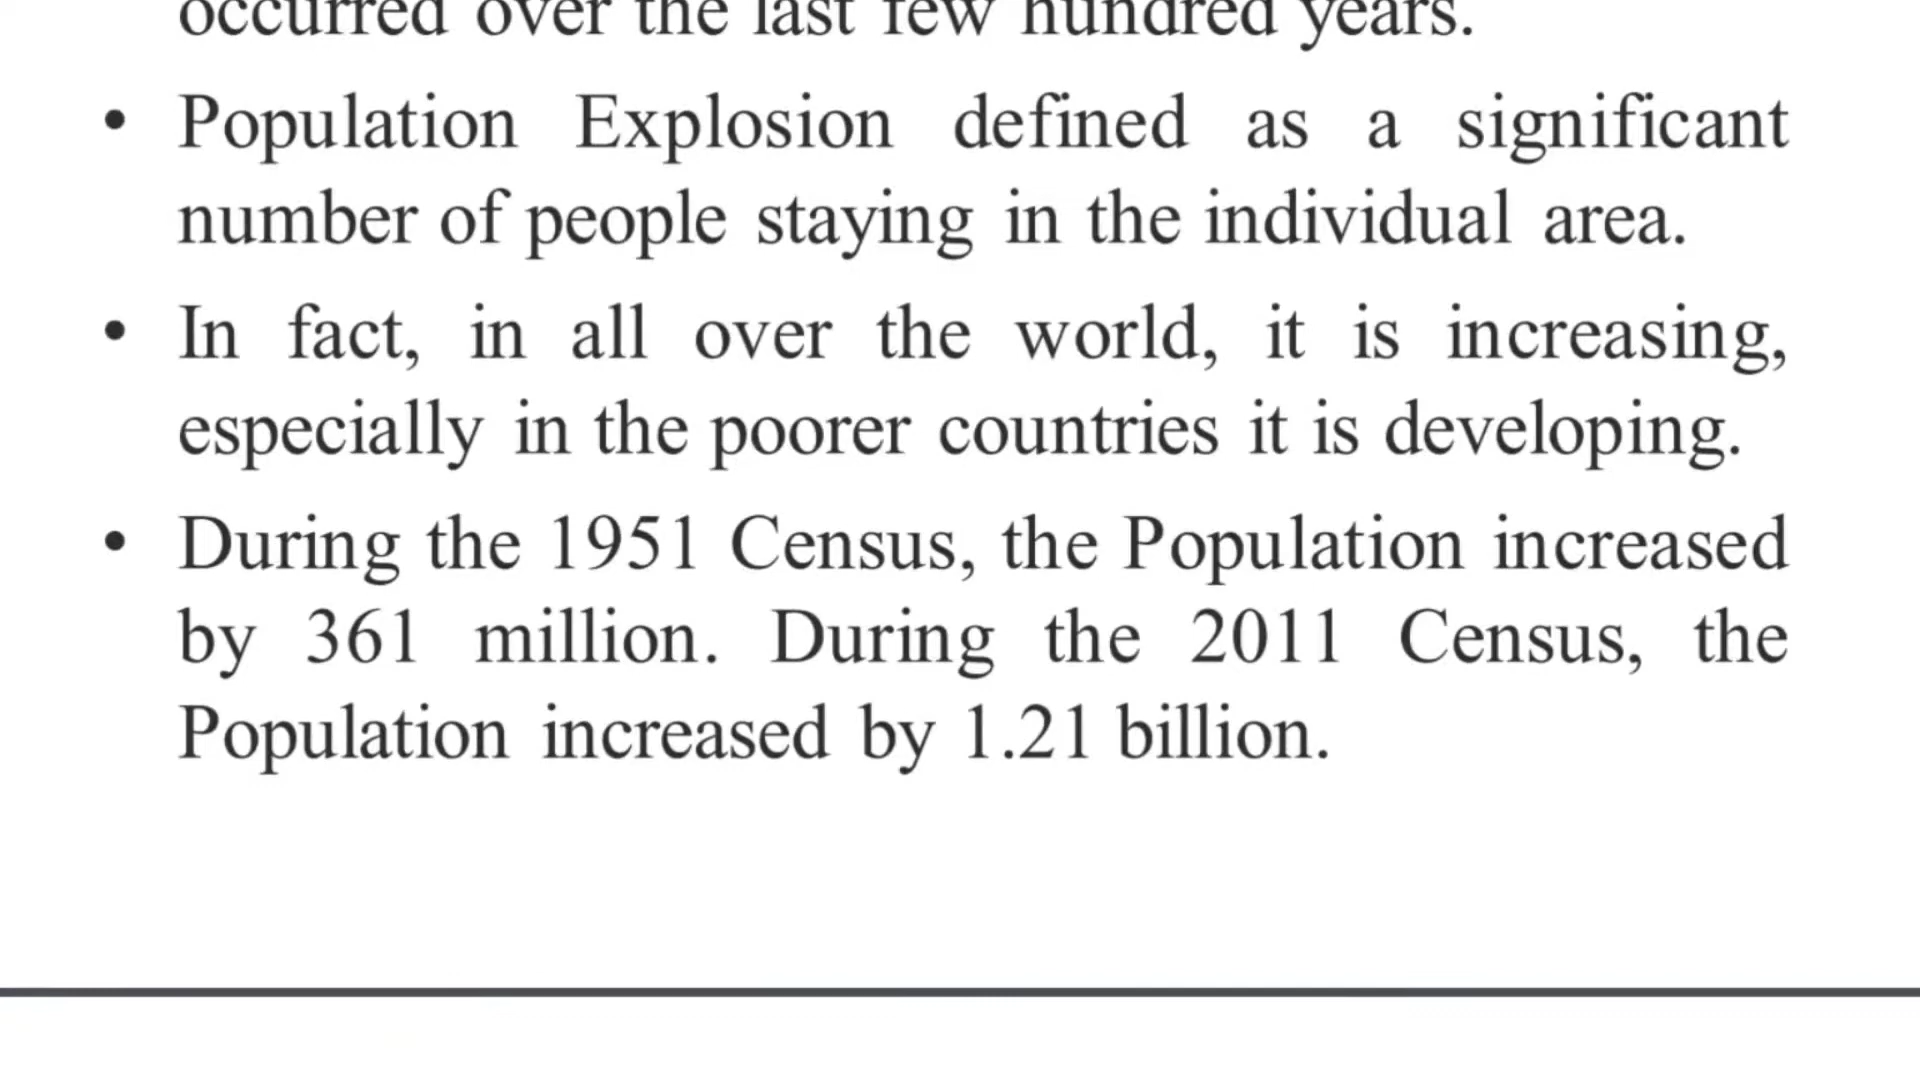 occurred over the last few hundred years.
• Population Explosion defined as a significant
number of people staying in the individual area.
• In fact, in all over the world, it is increasing,
especially in the poorer countries it is developing.
• During the 1951 Census, the Population increased
by 361 million. During the 2011 Census, the
Population increased by 1.21 billion.